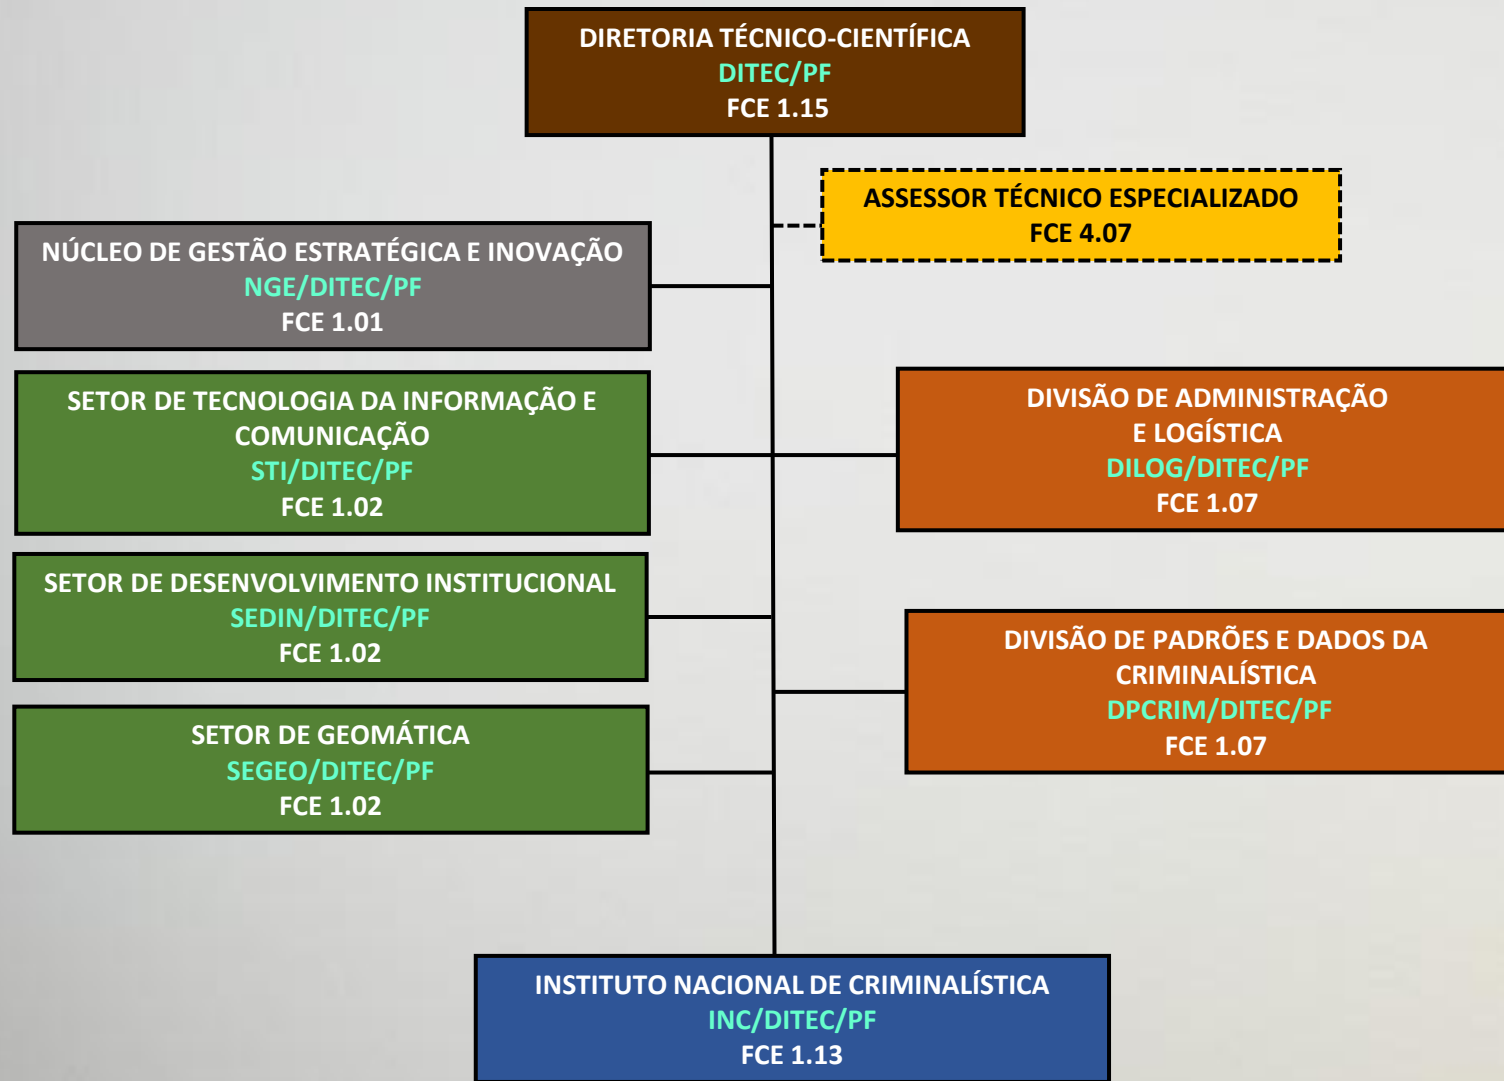 DIRETORIA TÉCNICO-CIENTÍFICA
DITEC/PF
FCE 1.15
ASSESSOR TÉCNICO ESPECIALIZADO
FCE 4.07
NÚCLEO DE GESTÃO ESTRATÉGICA E INOVAÇÃO
NGE/DITEC/PF
FCE 1.01
SETOR DE TECNOLOGIA DA INFORMAÇÃO E
COMUNICAÇÃO
STI/DITEC/PF
FCE 1.02
DIVISÃO DE ADMINISTRAÇÃO
E LOGÍSTICA
DILOG/DITEC/PF
FCE 1.07
SETOR DE DESENVOLVIMENTO INSTITUCIONAL
SEDIN/DITEC/PF
FCE 1.02
DIVISÃO DE PADRÕES E DADOS DA
CRIMINALÍSTICA
DPCRIM/DITEC/PF
FCE 1.07
SETOR DE GEOMÁTICA
SEGEO/DITEC/PF
FCE 1.02
INSTITUTO NACIONAL DE CRIMINALÍSTICA
INC/DITEC/PF
FCE 1.13